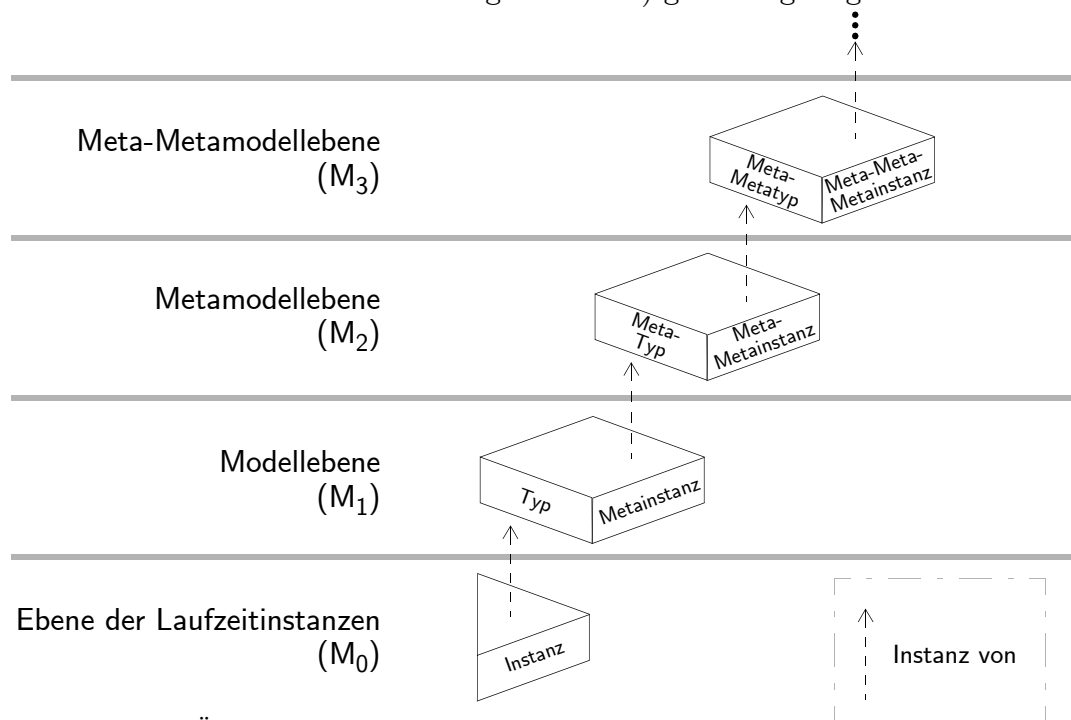 Meta-Metamodellebene
(M3)
Meta-
Metatyp
Meta-Meta-
Metainstanz
Metamodellebene
(M2)
Meta-
Typ
Meta-
Metainstanz
Modellebene
(M1)
Typ
Metainstanz
Ebene der Laufzeitinstanzen
(M0)
Instanz
Instanz von